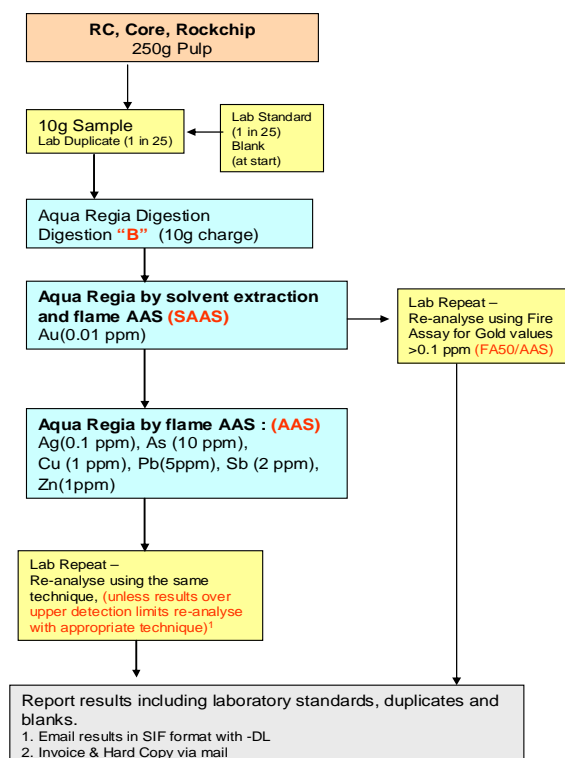 RC, Core, Rockchip
250g Pulp
10g Sample
Lab Duplicate (1 in 25)
Lab Standard
(1 in 25)
Blank
(at start)
Aqua Regia Digestion
Digestion “B” (10g charge)
Aqua Regia by solvent extraction
and flame AAS (SAAS)
Au(0.01 ppm)
Lab Repeat –
Re-analyse using Fire
Assay for Gold values
>0.1 ppm (FA50/AAS)
Aqua Regia by flame AAS : (AAS)
Ag(0.1 ppm), As (10 ppm),
Cu (1 ppm), Pb(5ppm), Sb (2 ppm),
Zn(1ppm)
Lab Repeat –
Re-analyse using the same
technique, (unless results over
upper detection limits re-analyse
with appropriate technique)¹
Report results including laboratory standards, duplicates and
blanks.
1. Email results in SIF format with -DL
2. Invoice & Hard Copy via mail